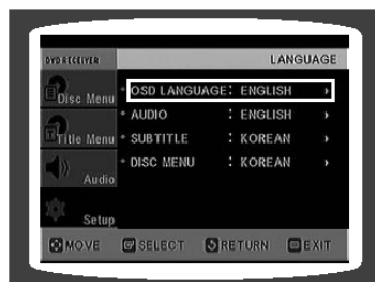 DVD RECEIVER LANGUAGE
Disc Menu
OSD LANGUAGE : ENGLISH
AUDIO : ENGLISH
Title Menu
SUBTITLE : KOREAN
DISC MENU : KOREAN
Audio
Setup
MOVE SELECT RETURN EXIT